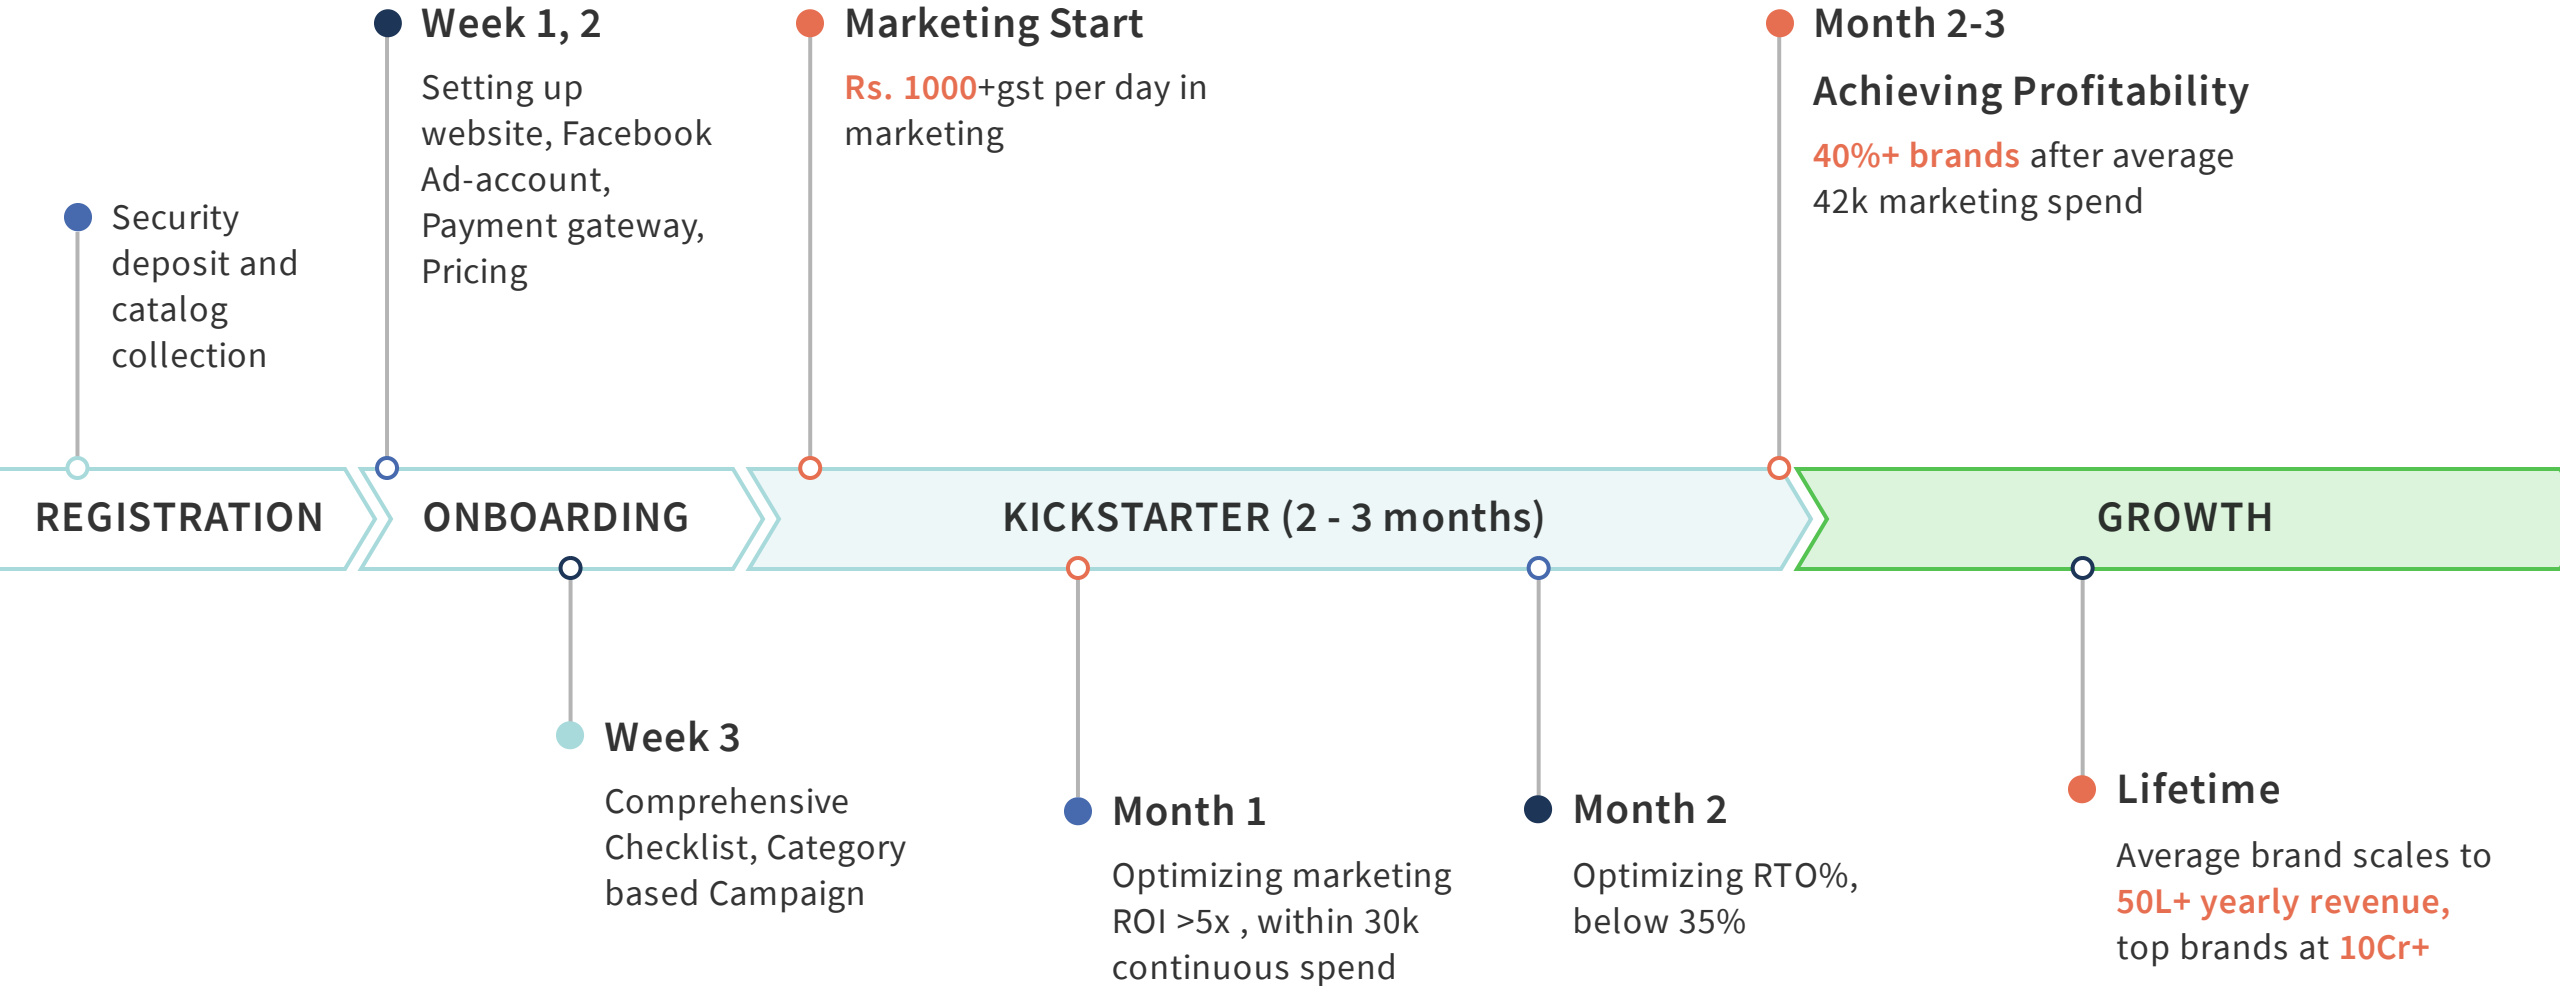 Week 1, 2
Setting up
website, Facebook
Ad-account,
Payment gateway,
Pricing
Marketing Start
Rs. 1000+gst per day in
marketing
Month 2-3
Achieving Profitability
40%+ brands after average
42k marketing spend
Security
deposit and
catalog
collection
REGISTRATION
ONBOARDING
KICKSTARTER (2 - 3 months)
GROWTH
Week 3
Comprehensive
Checklist, Category
based Campaign
Month 1
Optimizing marketing
ROI >5x , within 30k
continuous spend
Month 2
Optimizing RTO%,
below 35%
Lifetime
Average brand scales to
50L+ yearly revenue,
top brands at 10Cr+